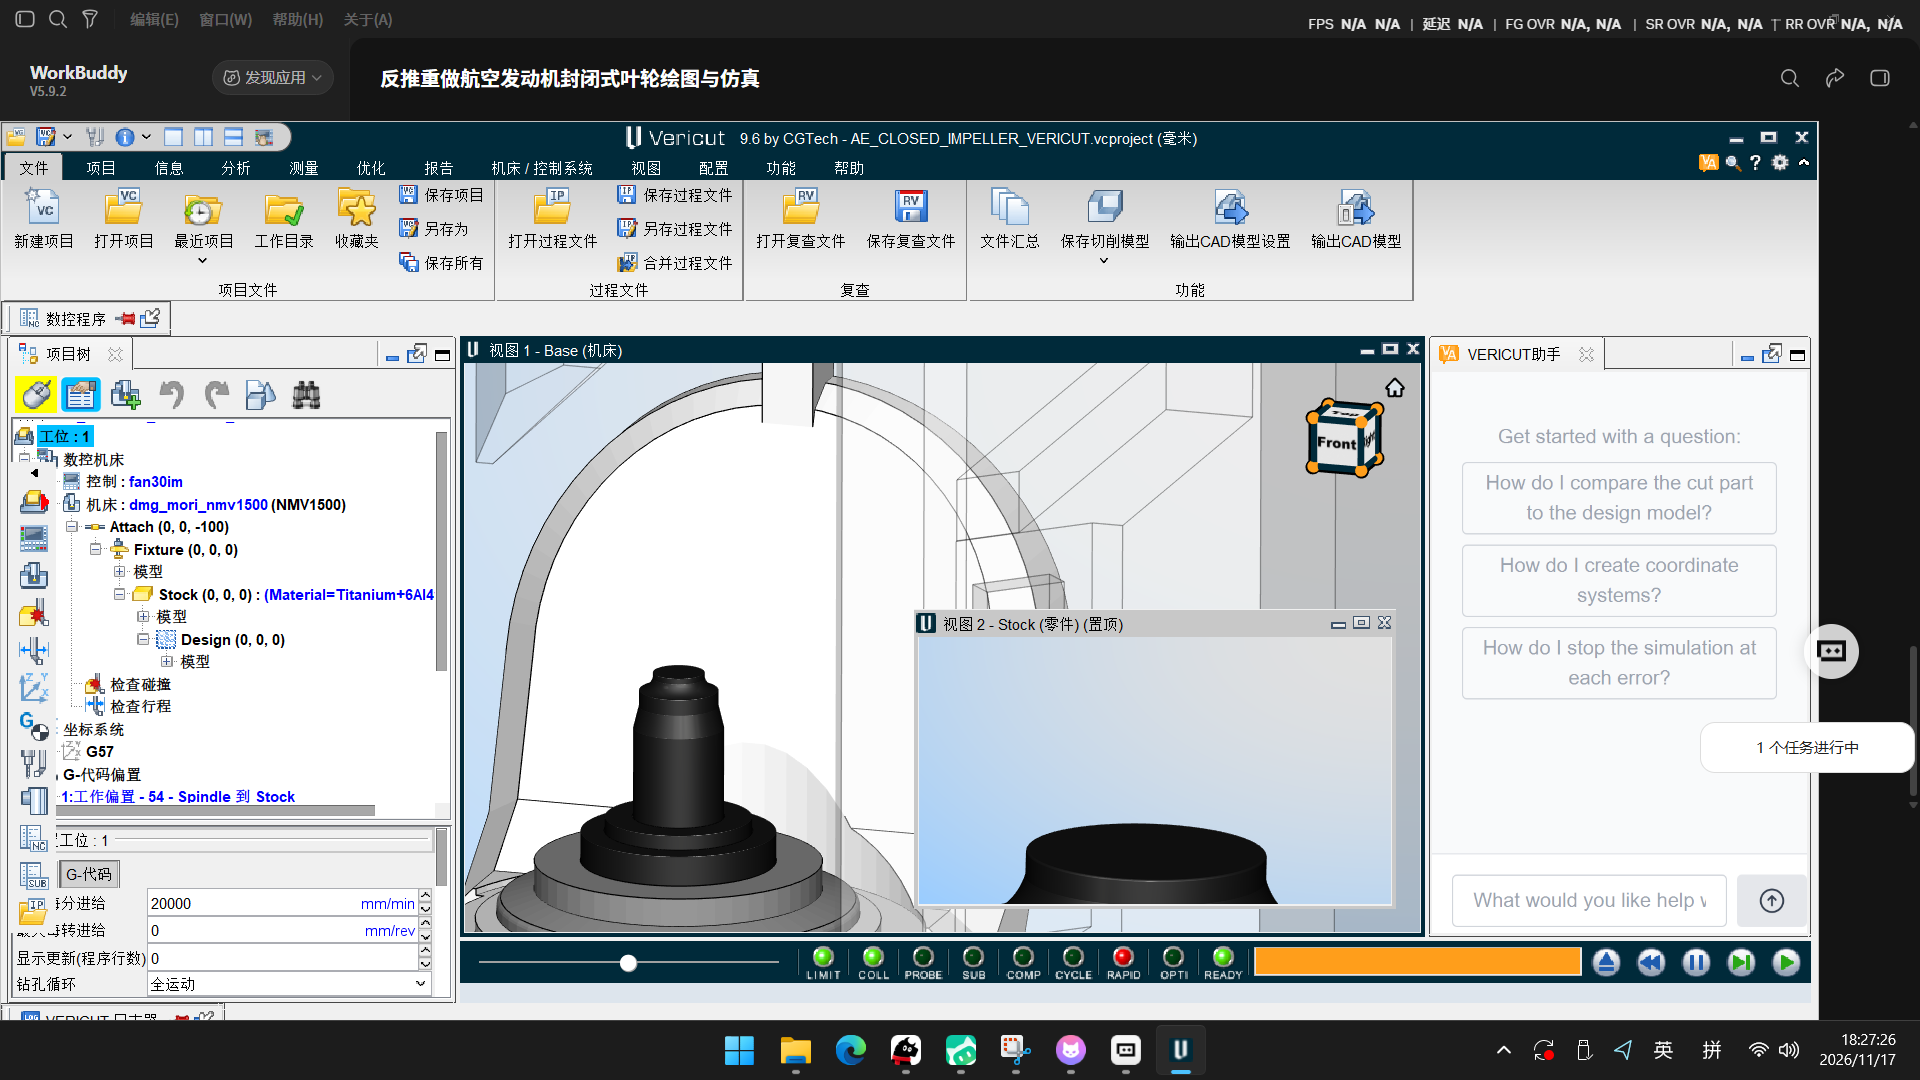 编辑(E) 窗口(W) 帮助(H) 关于(A)
FPS N/A N/A | 延迟 N/A | FG OVR N/A, N/A | SR OVR N/A, N/A | RR OVR N/A, N/A
WorkBuddy
V5.9.2
发现应用
反推重做航空发动机封闭式叶轮绘图与仿真
Vericut 9.6 by CGTech - AE_CLOSED_IMPELLER_VERICUT.vcproject (毫米)
文件 项目 信息 分析 测量 优化 报告 机床 / 控制系统 视图 配置 功能 帮助
新建项目 打开项目 最近项目 工作目录 收藏夹
保存项目
另存为
保存所有
项目文件
打开过程文件
保存过程文件
另存过程文件
合并过程文件
过程文件
打开复查文件 保存复查文件
复查
文件汇总 保存切削模型 输出CAD模型设置 输出CAD模型
功能
数控程序
项目树
工位 : 1
数控机床
控制 : fan30im
机床 : dmg_mori_nmv1500 (NMV1500)
Attach (0, 0, -100)
Fixture (0, 0, 0)
模型
Stock (0, 0, 0) : (Material=Titanium+6Al4
模型
Design (0, 0, 0)
模型
检查碰撞
检查行程
坐标系统
G57
G-代码偏置
1:工作偏置 - 54 - Spindle 到 Stock
工位 : 1
G-代码
分进给 20000 mm/min
每转进给 0 mm/rev
显示更新(程序行数) 0
钻孔循环 全运动
VERICUT 日志器
视图 1 - Base (机床)
Top
Front
Right
视图 2 - Stock (零件) (置顶)
VERICUT助手
Get started with a question:
How do I compare the cut part
to the design model?
How do I create coordinate
systems?
How do I stop the simulation at
each error?
1 个任务进行中
What would you like help w
LIMIT COLL PROBE SUB COMP CYCLE RAPID OPTI READY
英 拼
18:27:26
2026/11/17